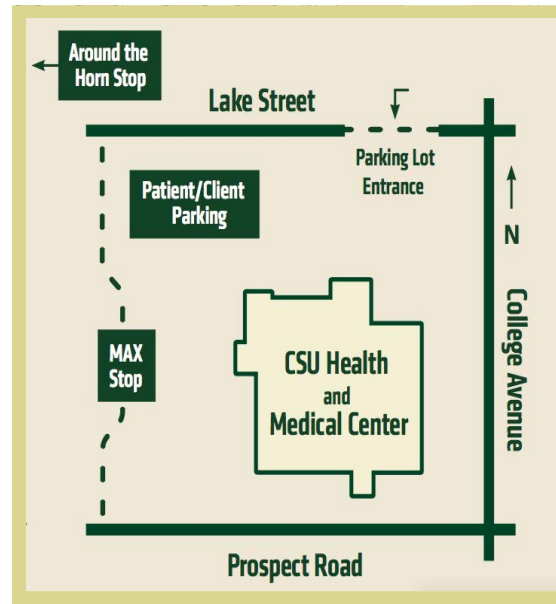 Around the
Horn Stop
Lake Street
Parking Lot
Entrance
Patient/Client
Parking
N
College Avenue
MAX
Stop
CSU Health
and
Medical Center
Prospect Road